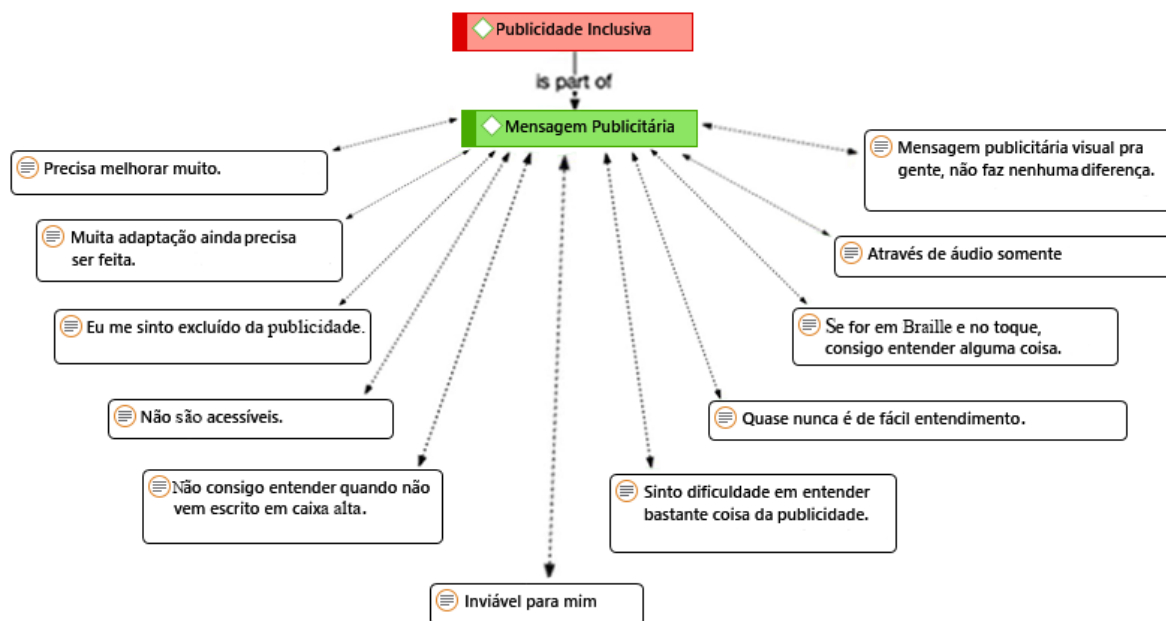 Publicidade Inclusiva
is part of
Mensagem Publicitária
Precisa melhorar muito.
Mensagem publicitária visual pra
gente, não faz nenhuma diferença.
Muita adaptação ainda precisa
ser feita.
Através de áudio somente
Eu me sinto excluído da publicidade.
Se for em Braille e no toque,
consigo entender alguma coisa.
Não são acessíveis.
Quase nunca é de fácil entendimento.
Não consigo entender quando não
vem escrito em caixa alta.
Sinto dificuldade em entender
bastante coisa da publicidade.
Inviável para mim